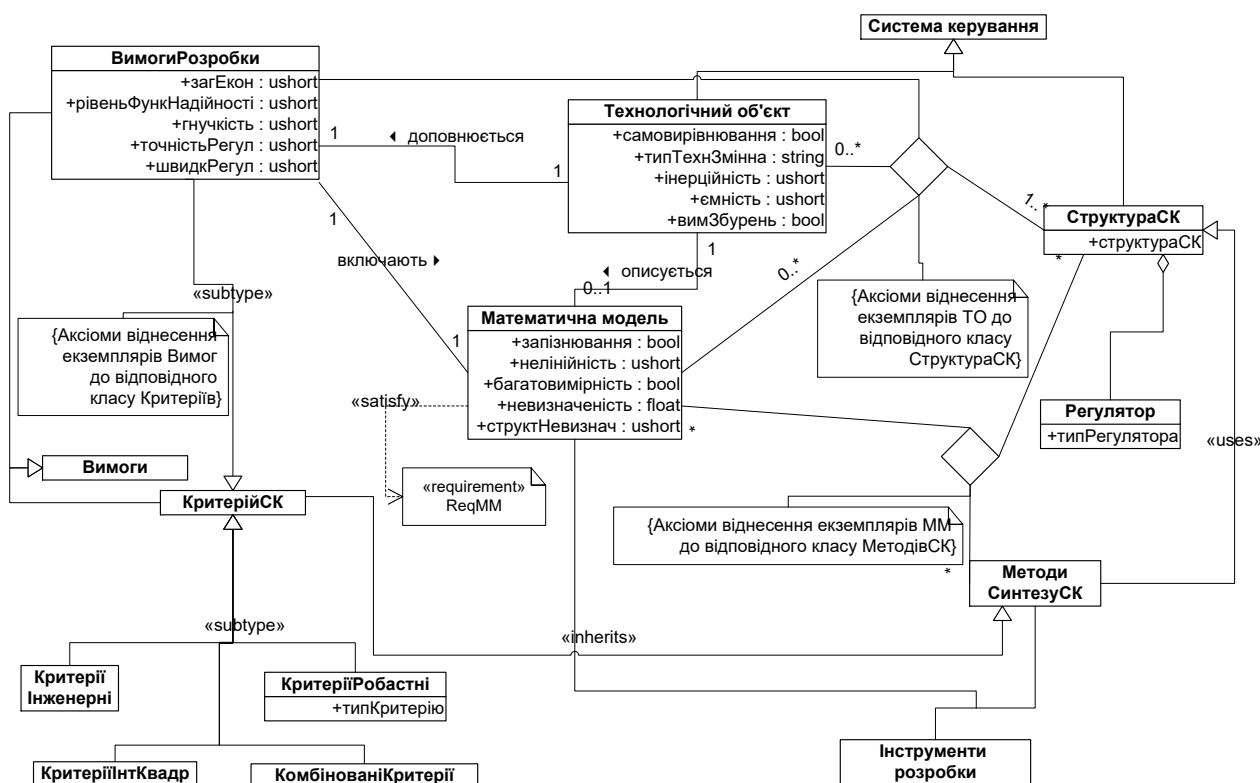 Система керування
ВимогиРозробки
+загЕкон : ushort
+рівеньФункНадійності : ushort
+гнучкість : ushort
+точністьРегул : ushort
+швидкРегул : ushort
1
◄ доповнюється
1
Технологічний об'єкт
+самовирівнювання : bool
+типТехнЗмінна : string
+інерційність : ushort
+ємність : ushort
+вимЗбурень : bool
0..*
1.. *
СтруктураСК
+структураСК
*
1
включають ►
1
1
◄ описується
0..1
0..*
«subtype»
{Аксіоми віднесення
екземплярів Вимог
до відповідного
класу Критеріїв}
Математична модель
+запізнювання : bool
+нелінійність : ushort
+багатовимірність : bool
+невизначеність : float
+структНевизнач : ushort
*
{Аксіоми віднесення
екземплярів ТО до
відповідного класу
СтруктураСК}
Регулятор
+типРегулятора
«uses»
«satisfy»
Вимоги
КритерійСК
«requirement»
ReqMM
{Аксіоми віднесення екземплярів ММ
до відповідного класу МетодівСК}
*
Методи
СинтезуСК
«subtype»
«inherits»
Критерії
Інженерні
КритеріїРобастні
+типКритерію
КритеріїІнтКвадр
КомбінованіКритерії
Інструменти
розробки